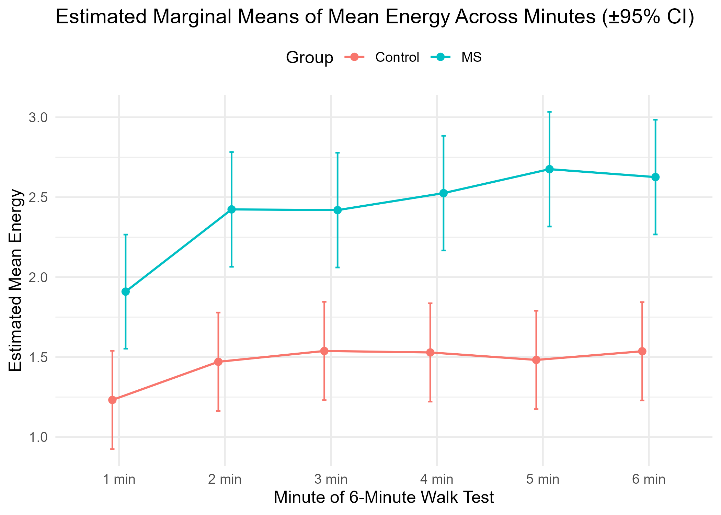 Estimated Marginal Means of Mean Energy Across Minutes (±95% CI)
Group Control MS
Estimated Mean Energy
3.0
2.5
2.0
1.5
1.0
1 min 2 min 3 min 4 min 5 min 6 min
Minute of 6-Minute Walk Test